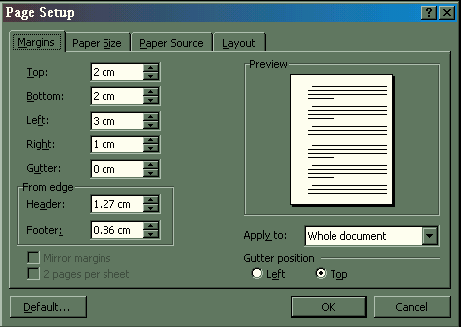 Page Setup
Margins Paper Size Paper Source Layout
Top: 2 cm
Bottom: 2 cm
Left: 3 cm
Right: 1 cm
Gutter: 0 cm
From edge
Header: 1.27 cm
Footer: 0.36 cm
Mirror margins
2 pages per sheet
Preview
Apply to: Whole document
Gutter position
Left Top
Default... OK Cancel